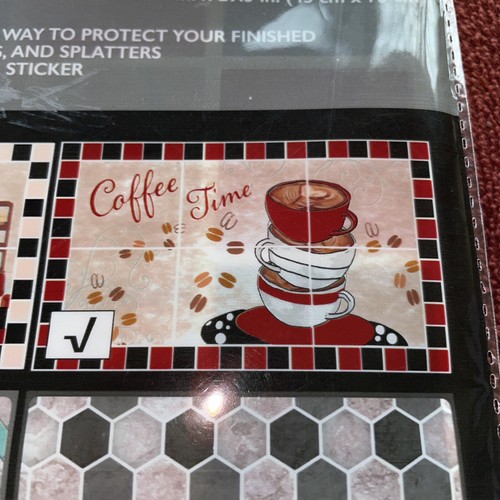 WAY TO PROTECT YOUR FINISHED
, AND SPLATTERS
STICKER
Coffee Time